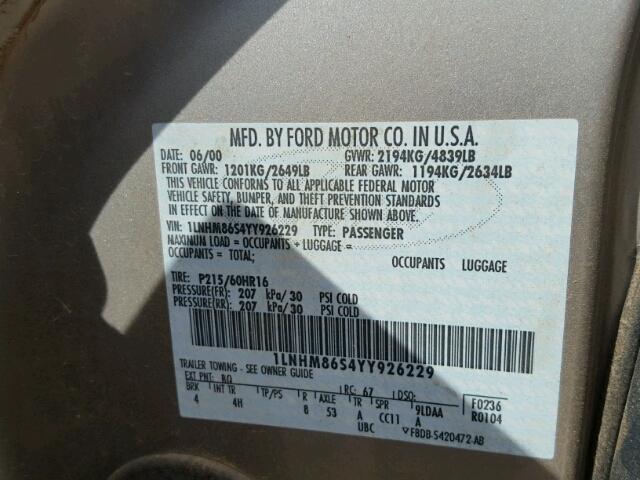 MFD. BY FORD MOTOR CO. IN U.S.A.
DATE: 06/00 GVWR: 2194KG/4839LB
FRONT GAWR: 1201KG/2649LB REAR GAWR: 1194KG/2634LB
THIS VEHICLE CONFORMS TO ALL APPLICABLE FEDERAL MOTOR
VEHICLE SAFETY, BUMPER, AND THEFT PREVENTION STANDARDS
IN EFFECT ON THE DATE OF MANUFACTURE SHOWN ABOVE.
VIN: 1LNHM86S4YY926229 TYPE: PASSENGER
MAXIMUM LOAD = OCCUPANTS + LUGGAGE =
OCCUPANTS = TOTAL; OCCUPANTS LUGGAGE
TIRE: P215/60HR16
PRESSURE(FR): 207 kPa/30 PSI COLD
PRESSURE(RR): 207 kPa/30 PSI COLD
1LNHM86S4YY926229
TRAILER TOWING - SEE OWNER GUIDE
EXT PNT: BQ RC: 67 DSO: F0236
BRK INT TR TP/PS R AXLE TR SPR 9LDAA R0104
4 4H 8 53 A CC11 A
UBC F8DB-5420472-AB